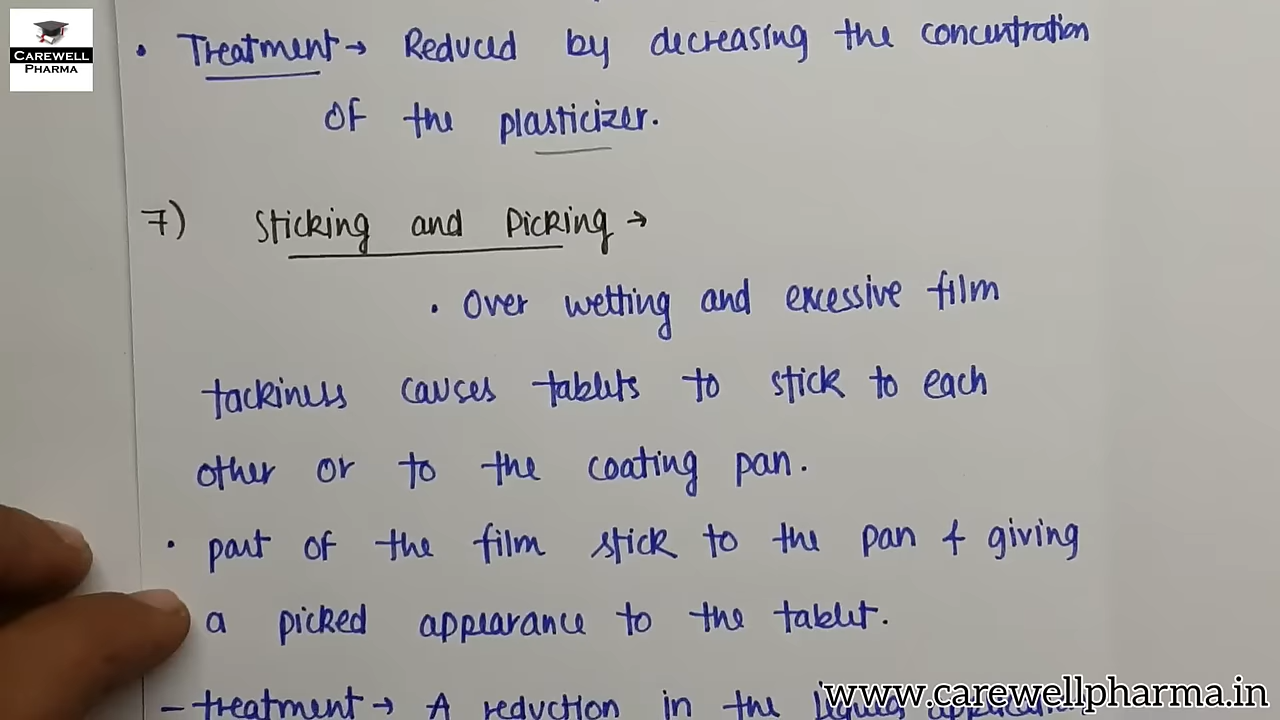 CAREWELL
PHARMA
• Treatment → Reduced by decreasing the concentration
of the plasticizer.
7) Sticking and Picking →
• Over wetting and excessive film
tackiness causes tablets to stick to each
other or to the coating pan.
• part of the film stick to the pan & giving
a picked appearance to the tablet.
- treatment → A reduction in the liquid
www.carewellpharma.in